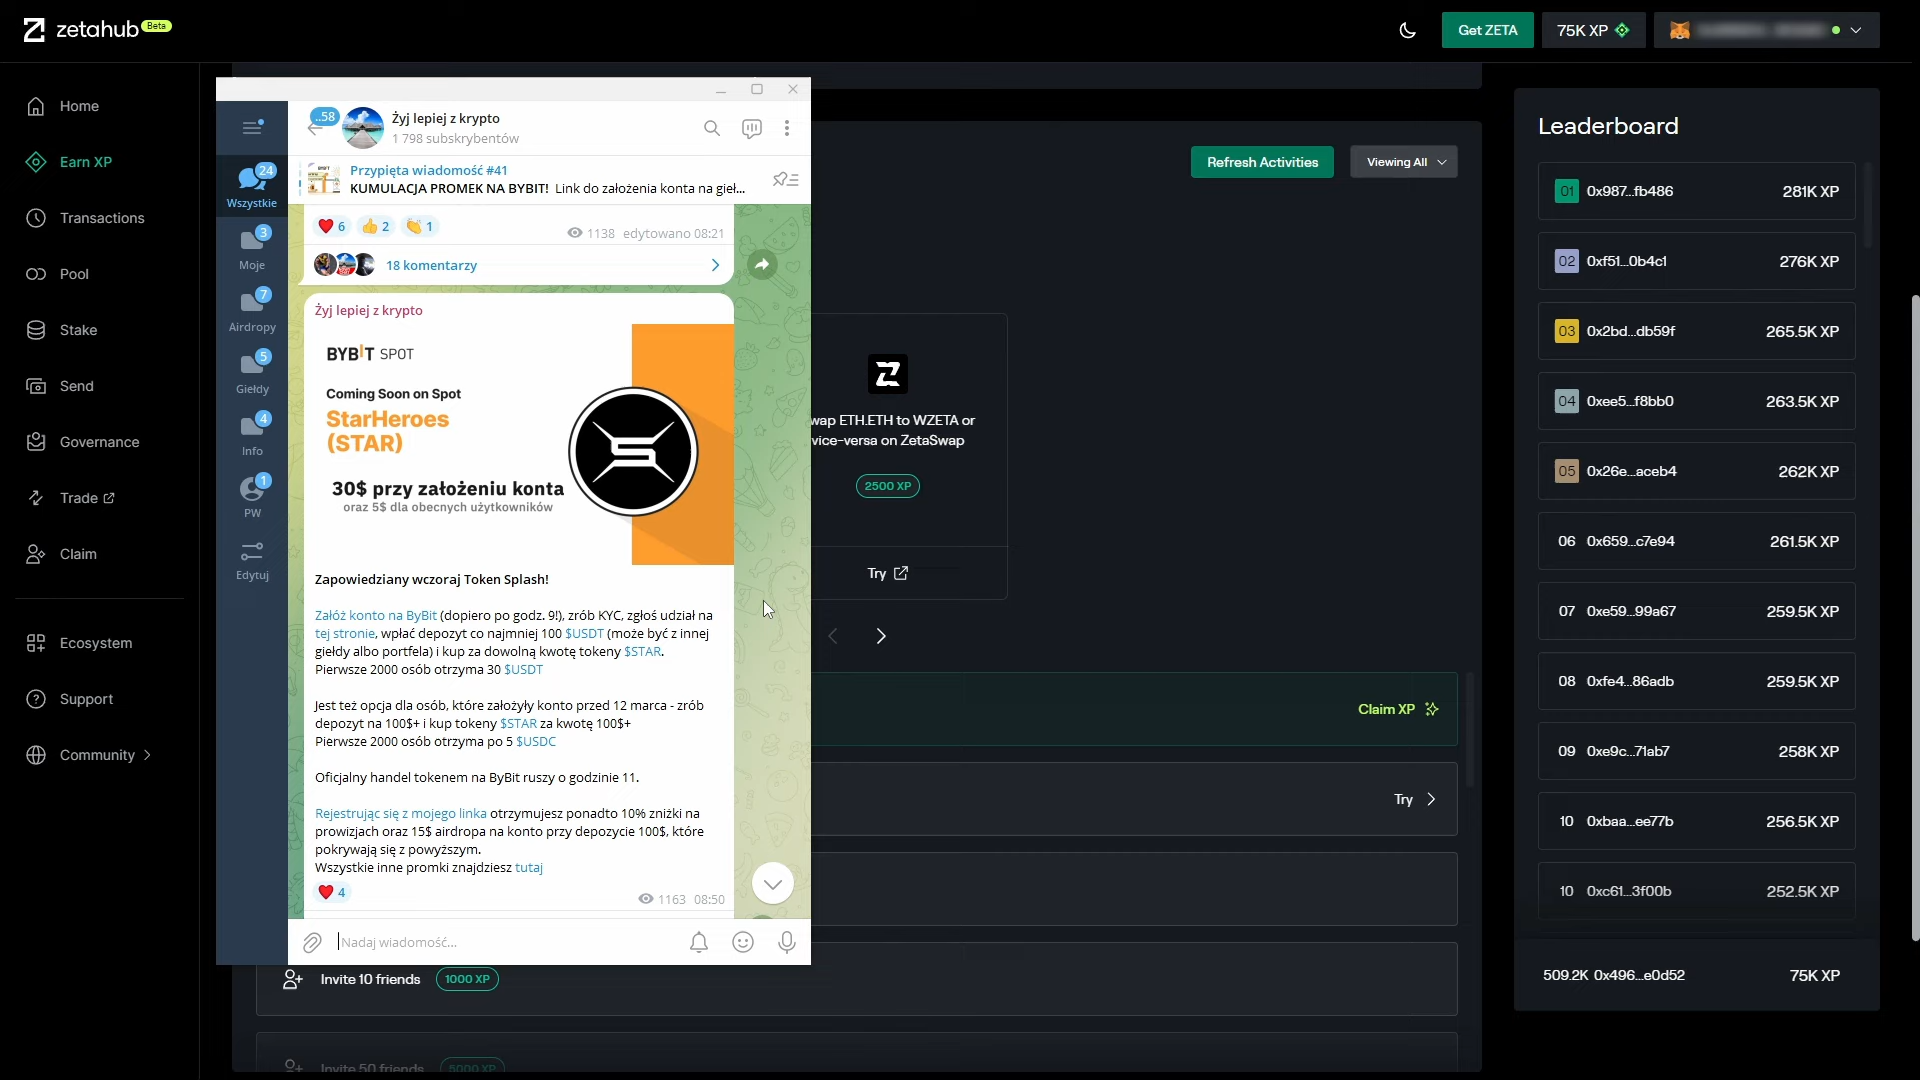 zetahub Beta
Get ZETA
75K XP
Home
Earn XP
Transactions
Pool
Stake
Send
Governance
Trade
Claim
Ecosystem
Support
Community
..58
Żyj lepiej z krypto
1 798 subskrybentów
Przypięta wiadomość #41
KUMULACJA PROMEK NA BYBIT! Link do założenia konta na gieł...
24
Wszystkie
3
Moje
7
Airdropy
5
Giełdy
4
Info
1
PW
Edytuj
6
2
1
1138 edytowano 08:21
18 komentarzy
Żyj lepiej z krypto
BYBIT SPOT
Coming Soon on Spot
StarHeroes
(STAR)
30$ przy założeniu konta
oraz 5$ dla obecnych użytkowników
Zapowiedziany wczoraj Token Splash!
Załóż konto na ByBit (dopiero po godz. 9!), zrób KYC, zgłoś udział na
tej stronie, wpłać depozyt co najmniej 100 $USDT (może być z innej
giełdy albo portfela) i kup za dowolną kwotę tokeny $STAR.
Pierwsze 2000 osób otrzyma 30 $USDT
Jest też opcja dla osób, które założyły konto przed 12 marca - zrób
depozyt na 100$+ i kup tokeny $STAR za kwotę 100$+
Pierwsze 2000 osób otrzyma po 5 $USDC
Oficjalny handel tokenem na ByBit ruszy o godzinie 11.
Rejestrując się z mojego linka otrzymujesz ponadto 10% zniżki na
prowizjach oraz 15$ airdropa na konto przy depozycie 100$, które
pokrywają się z powyższym.
Wszystkie inne promki znajdziesz tutaj
4
1163 08:50
Nadaj wiadomość...
Refresh Activities
Viewing All
wap ETH.ETH to WZETA or
vice-versa on ZetaSwap
2500 XP
Try
Claim XP
Try
Invite 10 friends 1000 XP
Invite 50 friends 5000 XP
Leaderboard
01 0x987...fb486 281K XP
02 0xf51...0b4c1 276K XP
03 0x2bd...db59f 265.5K XP
04 0xee5...f8bb0 263.5K XP
05 0x26e...aceb4 262K XP
06 0x659...c7e94 261.5K XP
07 0xe59...99a67 259.5K XP
08 0xfe4...86adb 259.5K XP
09 0xe9c...71ab7 258K XP
10 0xbaa...ee77b 256.5K XP
10 0xc61...3f00b 252.5K XP
509.2K 0x496...e0d52 75K XP